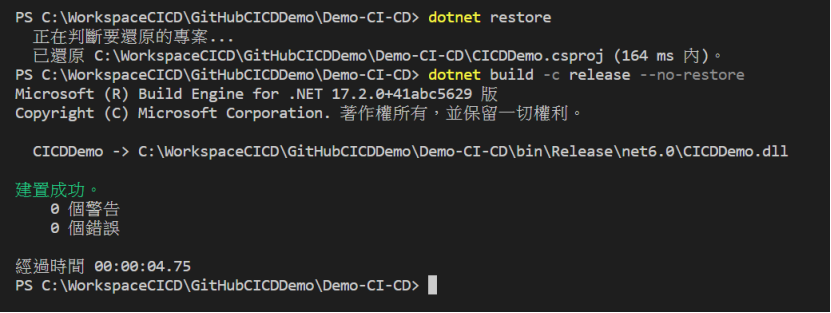 PS C:\WorkspaceCICD\GitHubCICDDemo\Demo-CI-CD> dotnet restore
正在判斷要還原的專案...
已還原 C:\WorkspaceCICD\GitHubCICDDemo\Demo-CI-CD\CICDDemo.csproj (164 ms 內)。
PS C:\WorkspaceCICD\GitHubCICDDemo\Demo-CI-CD> dotnet build -c release --no-restore
Microsoft (R) Build Engine for .NET 17.2.0+41abc5629 版
Copyright (C) Microsoft Corporation. 著作權所有，並保留一切權利。
CICDDemo -> C:\WorkspaceCICD\GitHubCICDDemo\Demo-CI-CD\bin\Release\net6.0\CICDDemo.dll
建置成功。
0 個警告
0 個錯誤
經過時間 00:00:04.75
PS C:\WorkspaceCICD\GitHubCICDDemo\Demo-CI-CD>